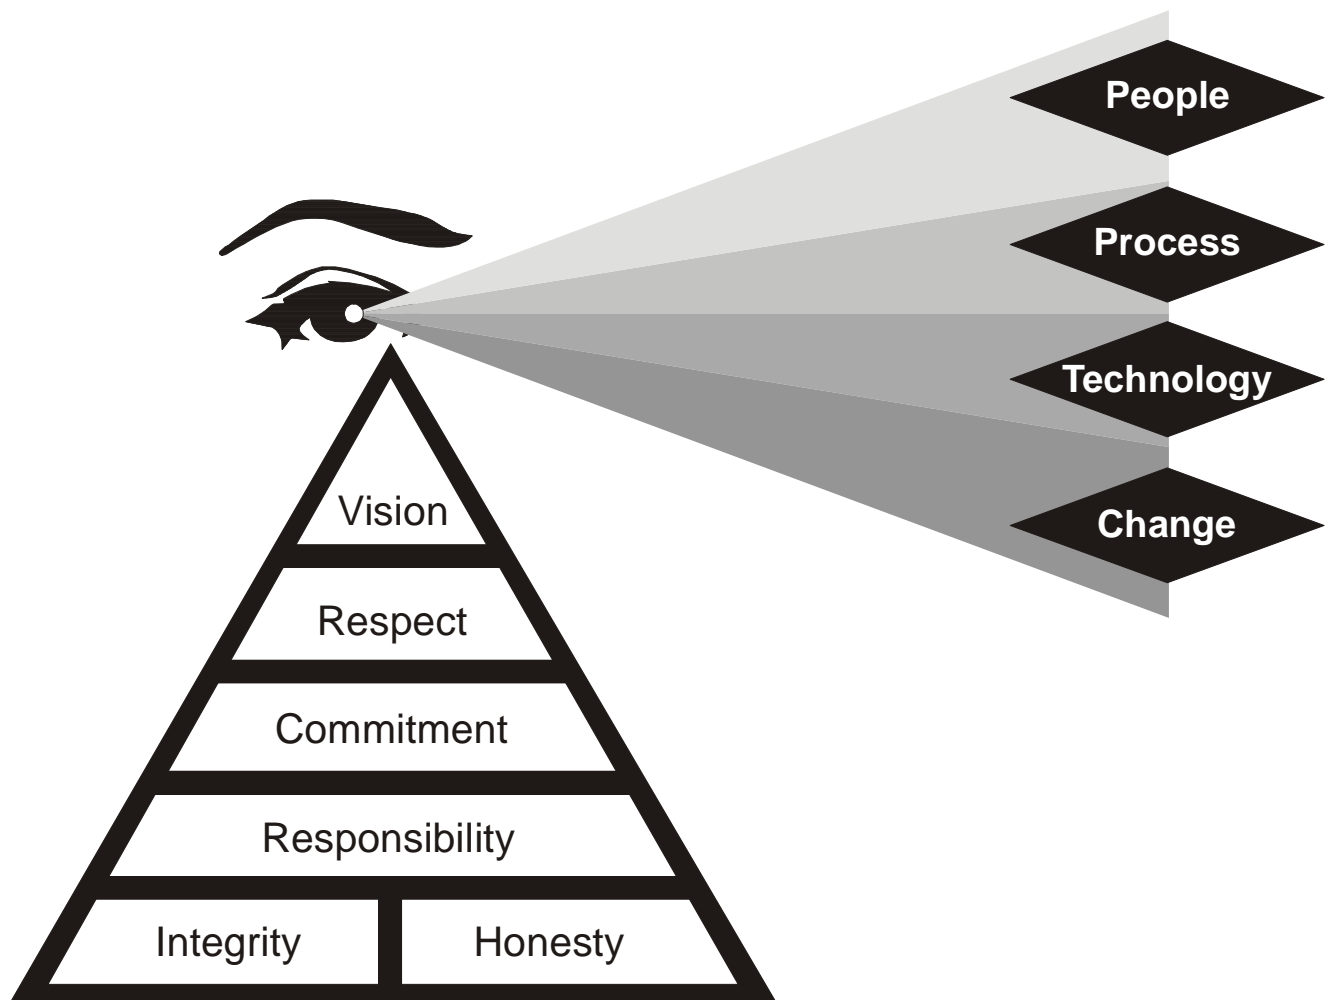 People
Process
Technology
Change
Vision
Respect
Commitment
Responsibility
Integrity
Honesty